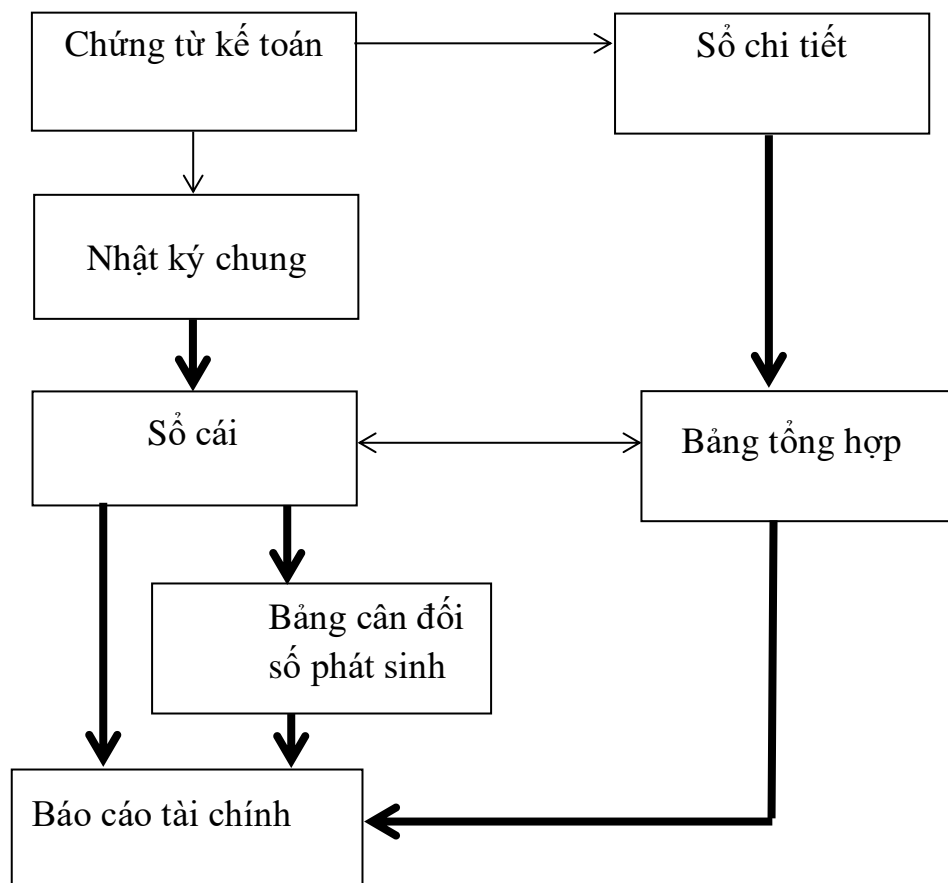 Chứng từ kế toán
Sổ chi tiết
Nhật ký chung
Sổ cái
Bảng tổng hợp
Bảng cân đối
số phát sinh
Báo cáo tài chính